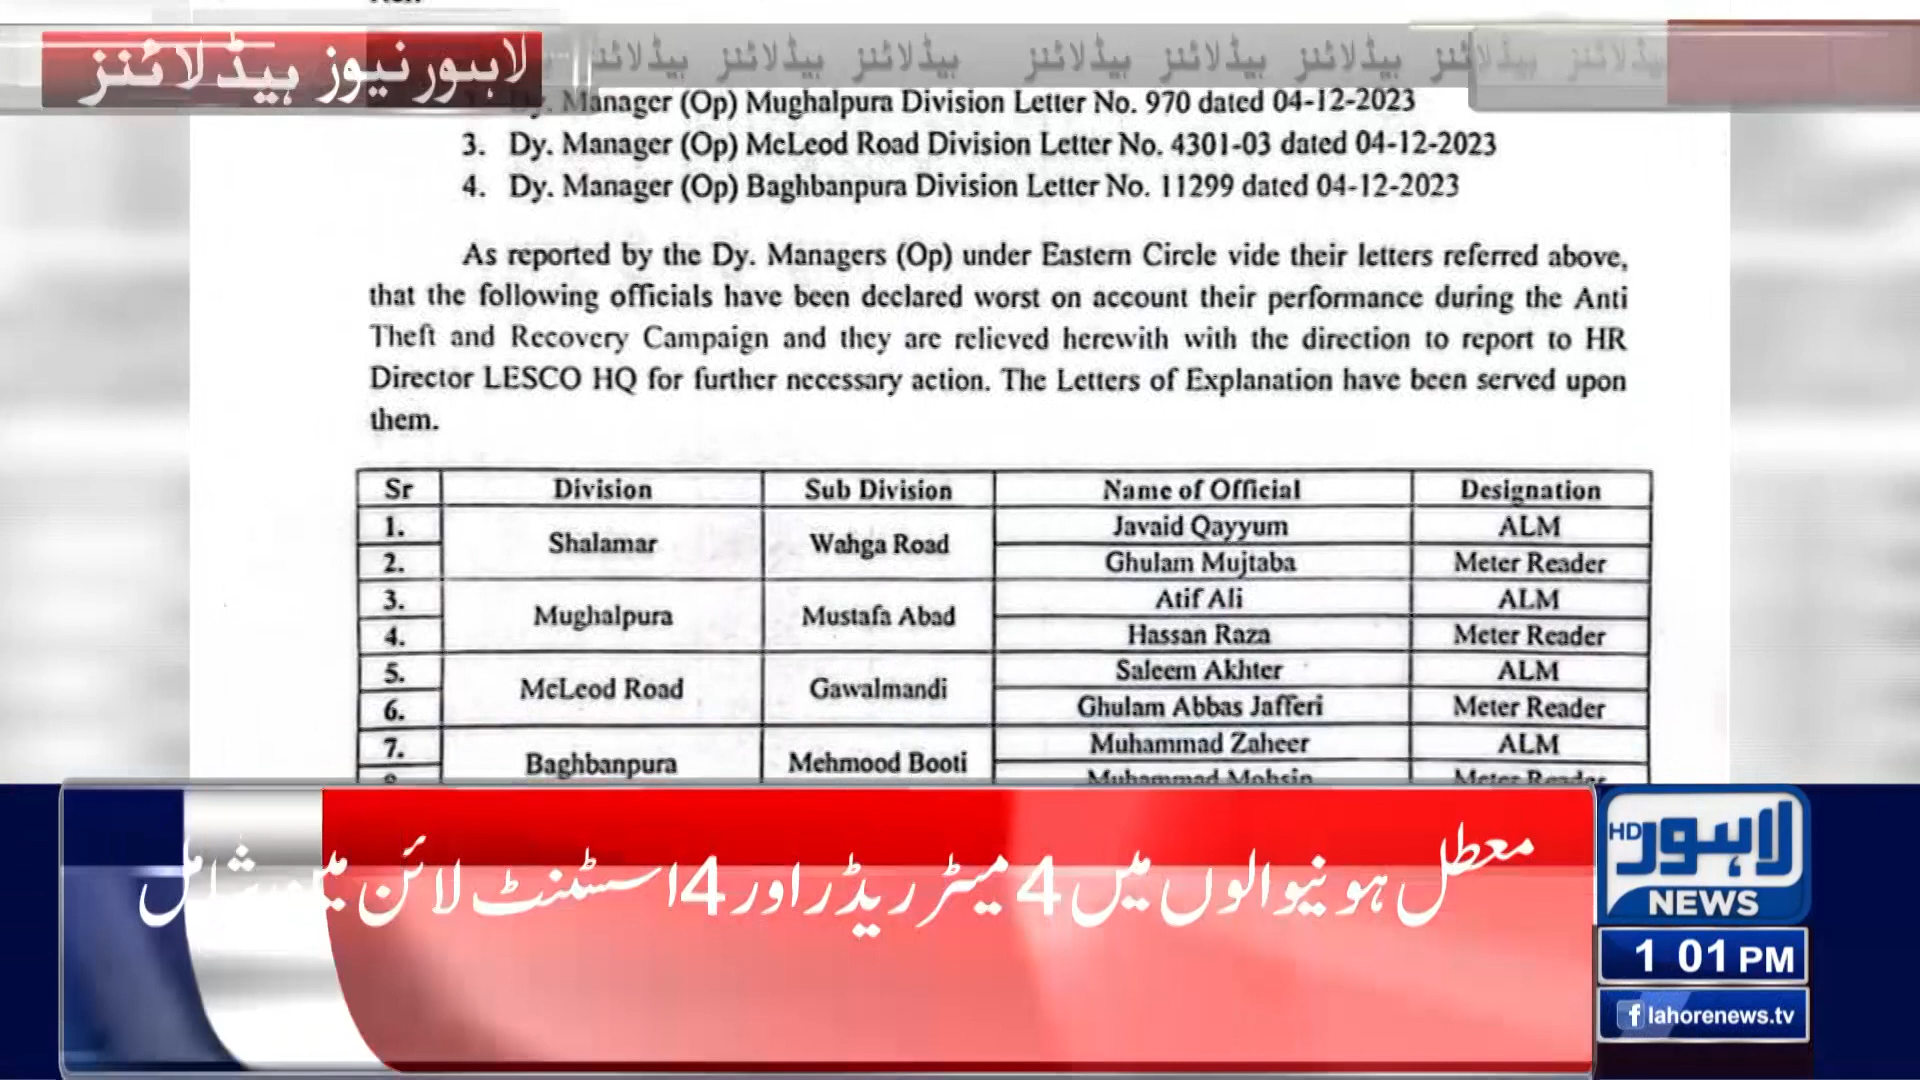 لاہور نیوز ہیڈلائنز
ہیڈلائنز ہیڈلائنز ہیڈلائنز ہیڈلائنز ہیڈلائنز ہیڈلائنز
Manager (Op) Mughalpura Division Letter No. 970 dated 04-12-2023
3. Dy. Manager (Op) McLeod Road Division Letter No. 4301-03 dated 04-12-2023
4. Dy. Manager (Op) Baghbanpura Division Letter No. 11299 dated 04-12-2023
As reported by the Dy. Managers (Op) under Eastern Circle vide their letters referred above,
that the following officials have been declared worst on account their performance during the Anti
Theft and Recovery Campaign and they are relieved herewith with the direction to report to HR
Director LESCO HQ for further necessary action. The Letters of Explanation have been served upon
them.
Sr Division Sub Division Name of Official Designation
1. Shalamar Wahga Road Javaid Qayyum ALM
2. Ghulam Mujtaba Meter Reader
3. Mughalpura Mustafa Abad Atif Ali ALM
4. Hassan Raza Meter Reader
5. McLeod Road Gawalmandi Saleem Akhter ALM
6. Ghulam Abbas Jafferi Meter Reader
7. Baghbanpura Mehmood Booti Muhammad Zaheer ALM
Muhammad Mohsin Meter Reader
معطل ہونیوالوں میں 4 میٹر ریڈر اور 4 اسسٹنٹ لائن مین شامل
لاہور HD
NEWS
1 01 PM
f lahorenews.tv